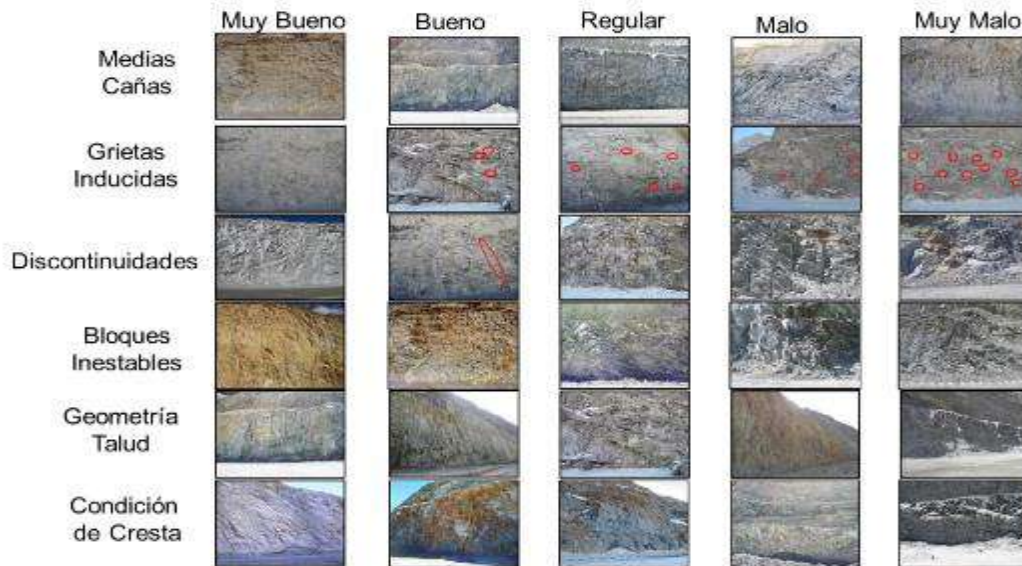 Muy Bueno
Bueno
Regular
Malo
Muy Malo
Medias
Cañas
Grietas
Inducidas
Discontinuidades
Bloques
Inestables
Geometría
Talud
Condición
de Cresta